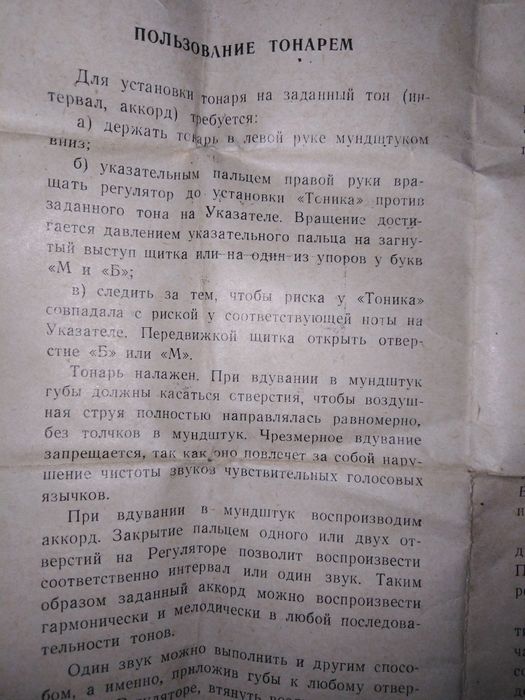 ПОЛЬЗОВАНИЕ ТОНАРЕМ
Для установки тонаря на заданный тон (ин-
тервал, аккорд) требуется:
а) держать тонарь в левой руке мундштуком
вниз;
б) указательным пальцем правой руки вра-
щать регулятор до установки «Тоника» против
заданного тона на Указателе. Вращение дости-
гается давлением указательного пальца на загну-
тый выступ щитка или на один из упоров у букв
«М и «Б»;
в) следить за тем, чтобы риска у «Тоника»
совпадала с риской у соответствующей ноты на
Указателе. Передвижкой щитка открыть отвер-
стие «Б» или «М».
Тонарь налажен. При вдувании в мундштук
губы должны касаться отверстия, чтобы воздуш-
ная струя полностью направлялась равномерно,
без толчков в мундштук. Чрезмерное вдувание
запрещается, так как оно повлечет за собой нару-
шение чистоты звуков чувствительных голосовых
язычков.
При вдувании в мундштук воспроизводим
аккорд. Закрытие пальцем одного или двух от-
верстий на Регуляторе позволит воспроизвести
соответственно интервал или один звук. Таким
образом заданный аккорд можно воспроизвести
гармонически и мелодически в любой последова-
тельности тонов.
Один звук можно выполнить и другим спосо-
бом, а именно, приложив губы к любому отвер-
втянуть